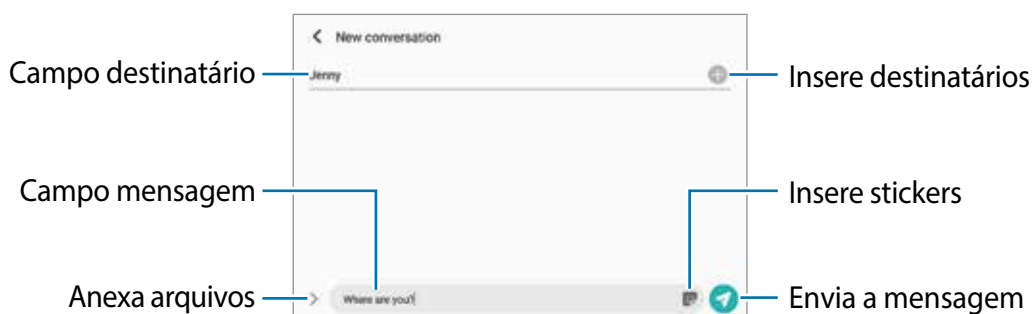 New conversation
Campo destinatário
Jenny
Insere destinatários
Campo mensagem
Insere stickers
Anexa arquivos
Where are you?
Envia a mensagem